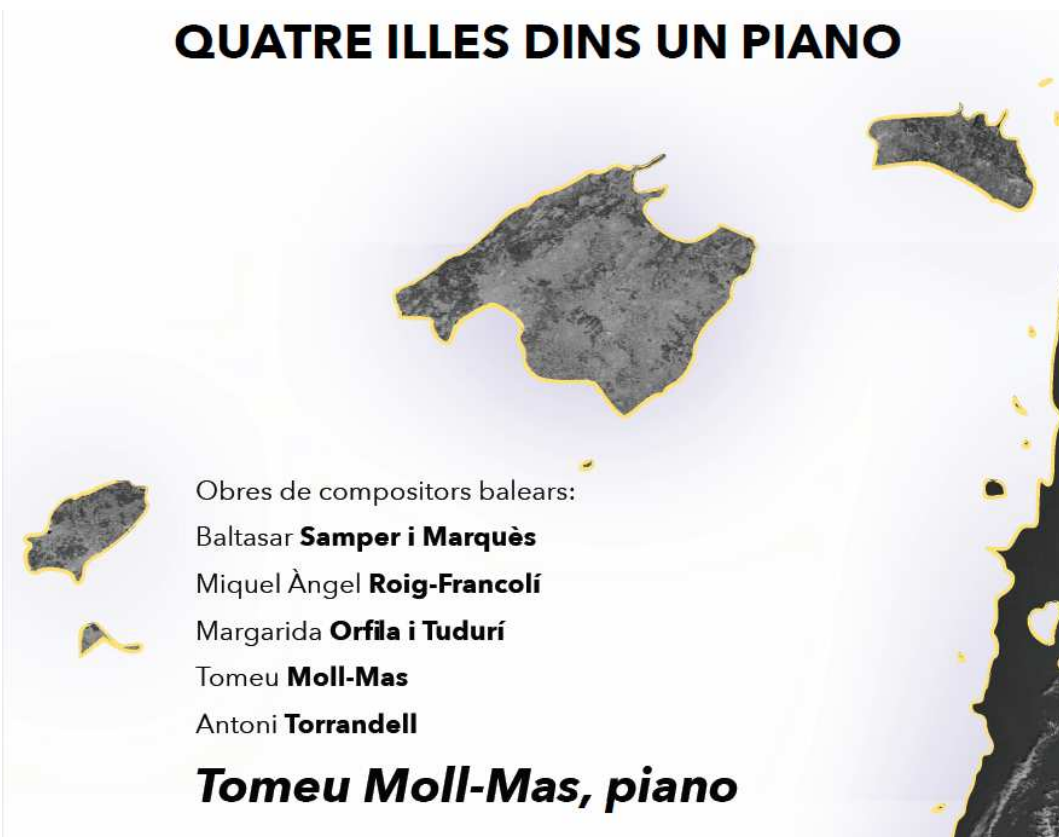 QUATRE ILLES DINS UN PIANO
Obres de compositors balears:
Baltasar Samper i Marquès
Miquel Àngel Roig-Francolí
Margarida Orfila i Tudurí
Tomeu Moll-Mas
Antoni Torrandell
Tomeu Moll-Mas, piano